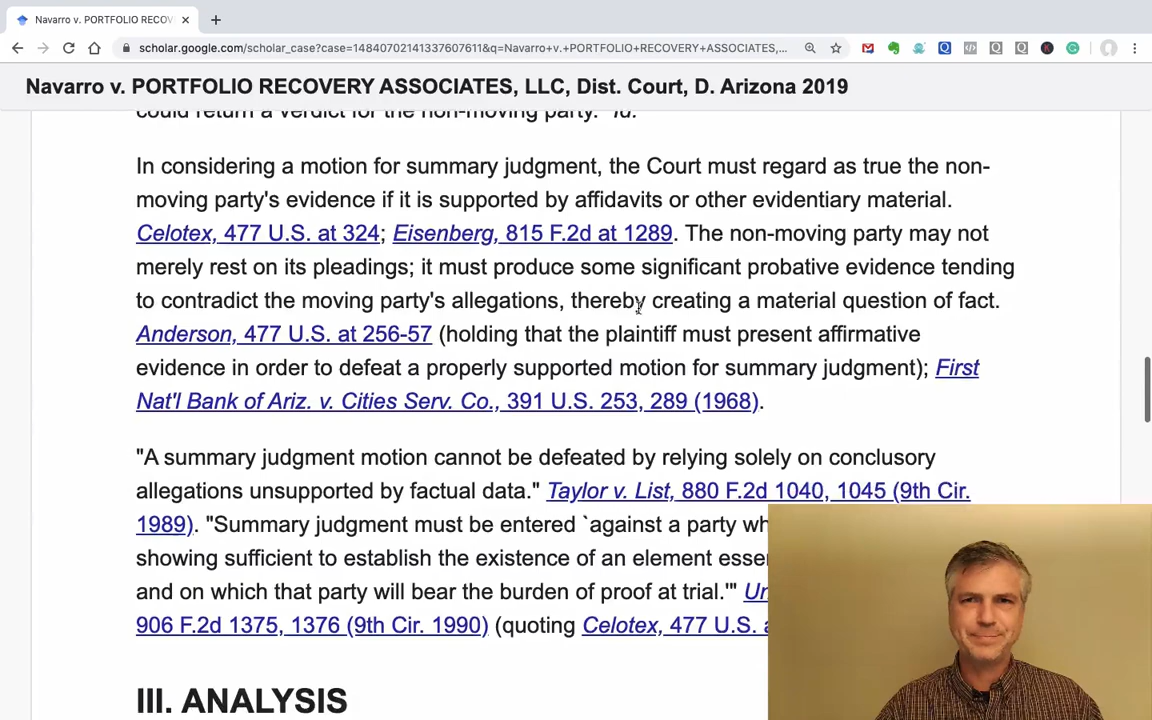 Navarro v. PORTFOLIO RECOV
scholar.google.com/scholar_case?case=14840702141337607611&q=Navarro+v.+PORTFOLIO+RECOVERY+ASSOCIATES,...
Navarro v. PORTFOLIO RECOVERY ASSOCIATES, LLC, Dist. Court, D. Arizona 2019
could return a verdict for the non-moving party." Id.
In considering a motion for summary judgment, the Court must regard as true the non-
moving party's evidence if it is supported by affidavits or other evidentiary material.
Celotex, 477 U.S. at 324; Eisenberg, 815 F.2d at 1289. The non-moving party may not
merely rest on its pleadings; it must produce some significant probative evidence tending
to contradict the moving party's allegations, thereby creating a material question of fact.
Anderson, 477 U.S. at 256-57 (holding that the plaintiff must present affirmative
evidence in order to defeat a properly supported motion for summary judgment); First
Nat'l Bank of Ariz. v. Cities Serv. Co., 391 U.S. 253, 289 (1968).
"A summary judgment motion cannot be defeated by relying solely on conclusory
allegations unsupported by factual data." Taylor v. List, 880 F.2d 1040, 1045 (9th Cir.
1989). "Summary judgment must be entered `against a party wh
showing sufficient to establish the existence of an element esse
and on which that party will bear the burden of proof at trial.'" Un
906 F.2d 1375, 1376 (9th Cir. 1990) (quoting Celotex, 477 U.S. a
III. ANALYSIS